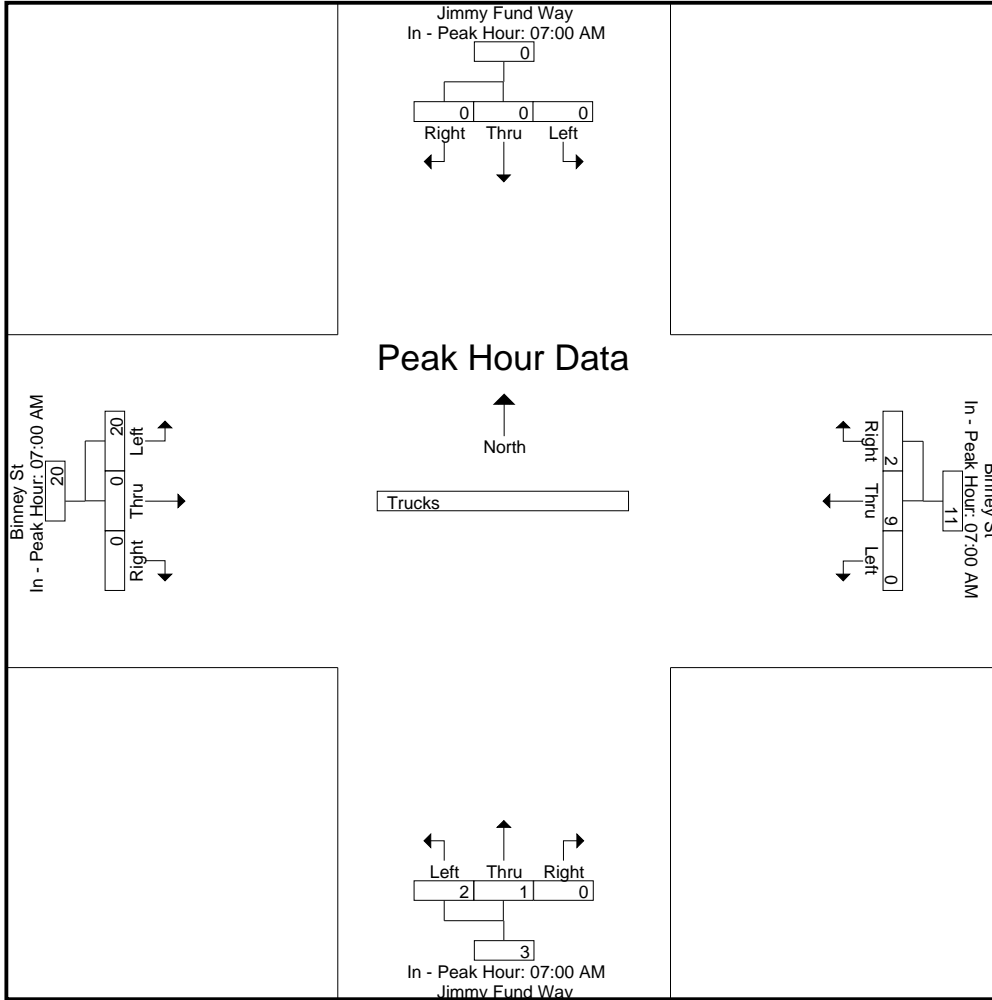 Jimmy Fund Way
In - Peak Hour: 07:00 AM
0
0 0 0
Right Thru Left
Peak Hour Data
North
Trucks
Binney St
In - Peak Hour: 07:00 AM
20
20 0 0
Left Thru Right
Binney St
In - Peak Hour: 07:00 AM
11
2 9 0
Right Thru Left
Left Thru Right
2 1 0
3
In - Peak Hour: 07:00 AM
Jimmy Fund Way